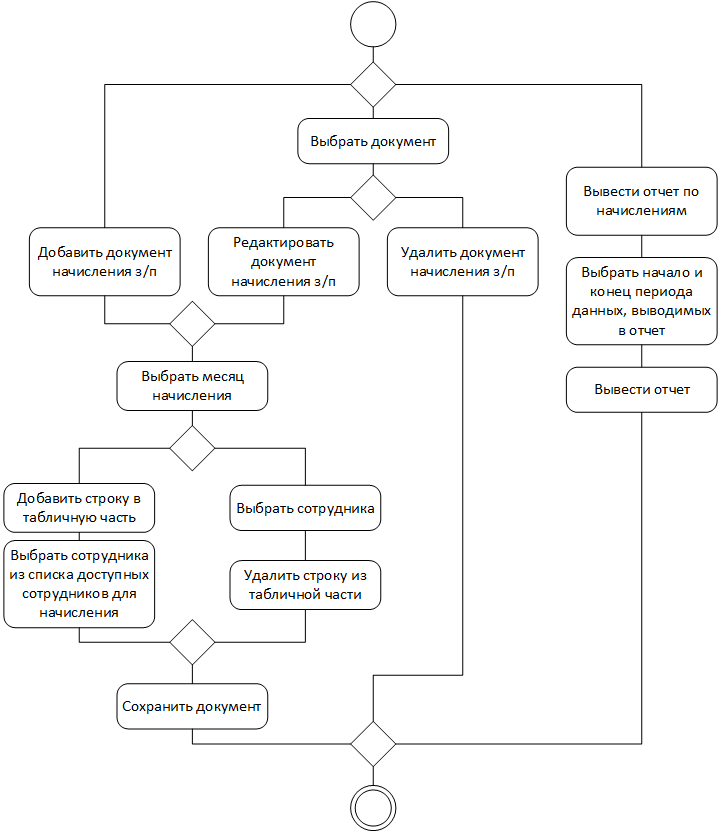 Выбрать документ
Вывести отчет по
начислениям
Добавить документ
начисления з/п
Редактировать
документ
начисления з/п
Удалить документ
начисления з/п
Выбрать начало и
конец периода
данных, выводимых
в отчет
Выбрать месяц
начисления
Вывести отчет
Добавить строку в
табличную часть
Выбрать сотрудника
Выбрать сотрудника
из списка доступных
сотрудников для
начисления
Удалить строку из
табличной части
Сохранить документ